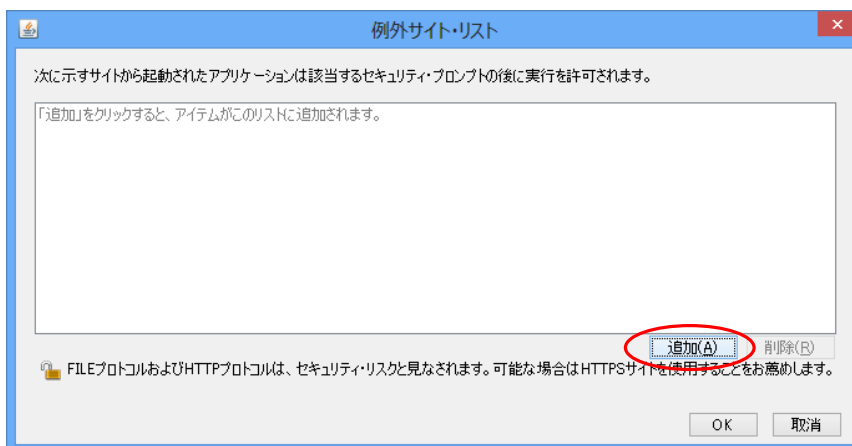 例外サイト・リスト
次に示すサイトから起動されたアプリケーションは該当するセキュリティ・プロンプトの後に実行を許可されます。
「追加」をクリックすると、アイテムがこのリストに追加されます。
追加(A) 削除(R)
FILEプロトコルおよびHTTPプロトコルは、セキュリティ・リスクと見なされます。可能な場合はHTTPSサイトを使用することをお薦めします。
OK 取消